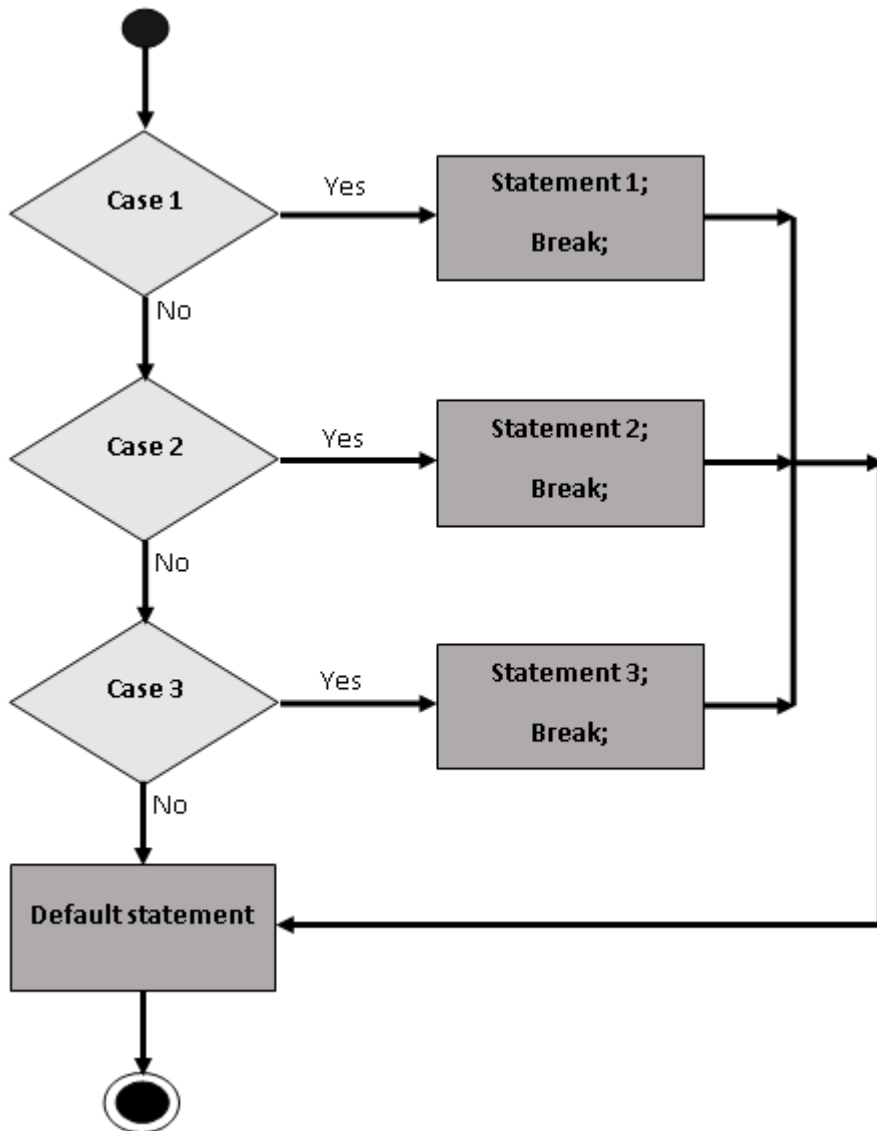 Case 1
Yes
Statement 1;
Break;
No
Case 2
Yes
Statement 2;
Break;
No
Case 3
Yes
Statement 3;
Break;
No
Default statement